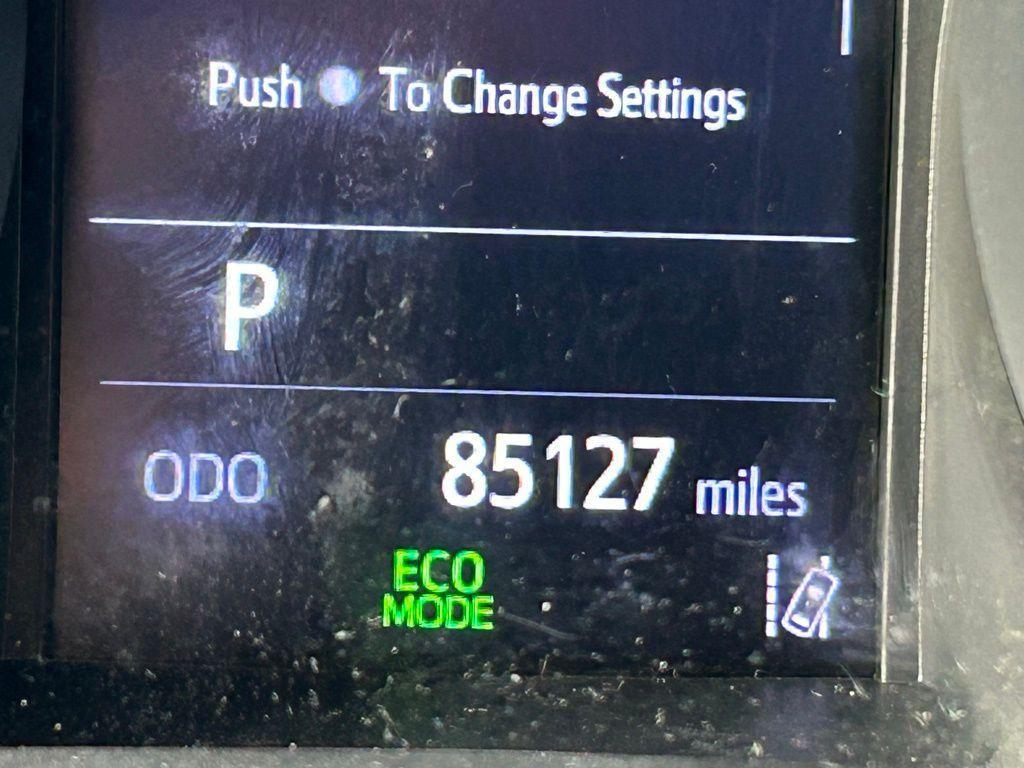 Push To Change Settings
P
ODO 85127 miles
ECO
MODE